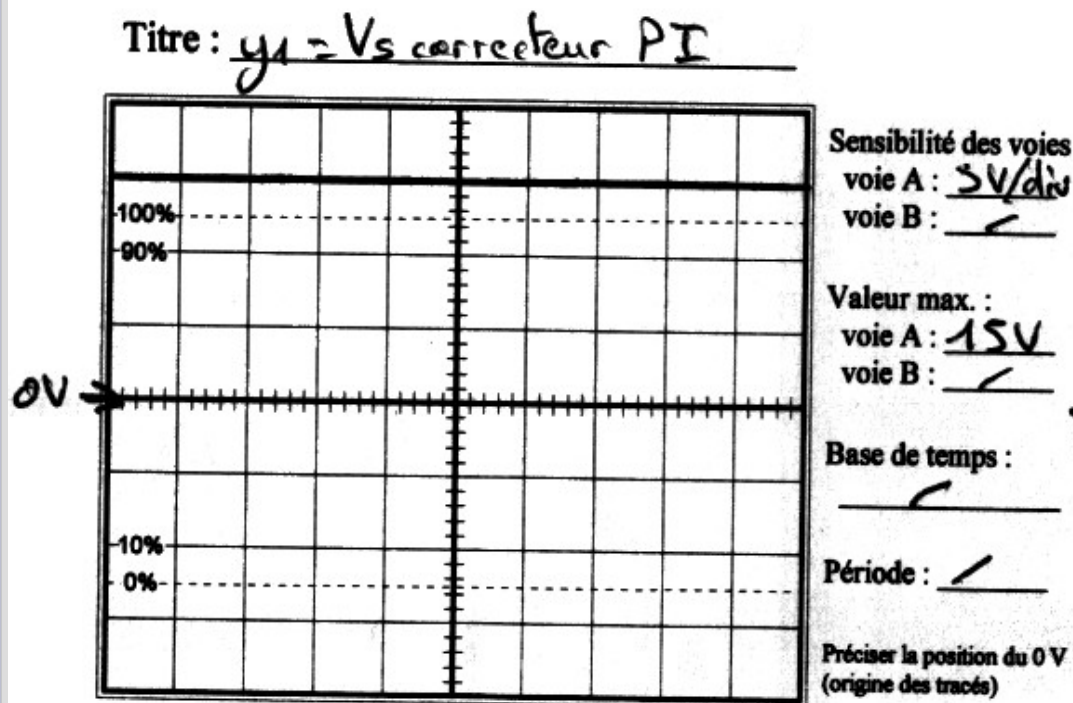 Titre : y1 = Vs correcteur PI
Sensibilité des voies
voie A : 5V/div
voie B :
100%
90%
Valeur max. :
voie A : 15V
voie B :
0V
Base de temps :
10%
0%
Période :
Préciser la position du 0 V
(origine des tracés)